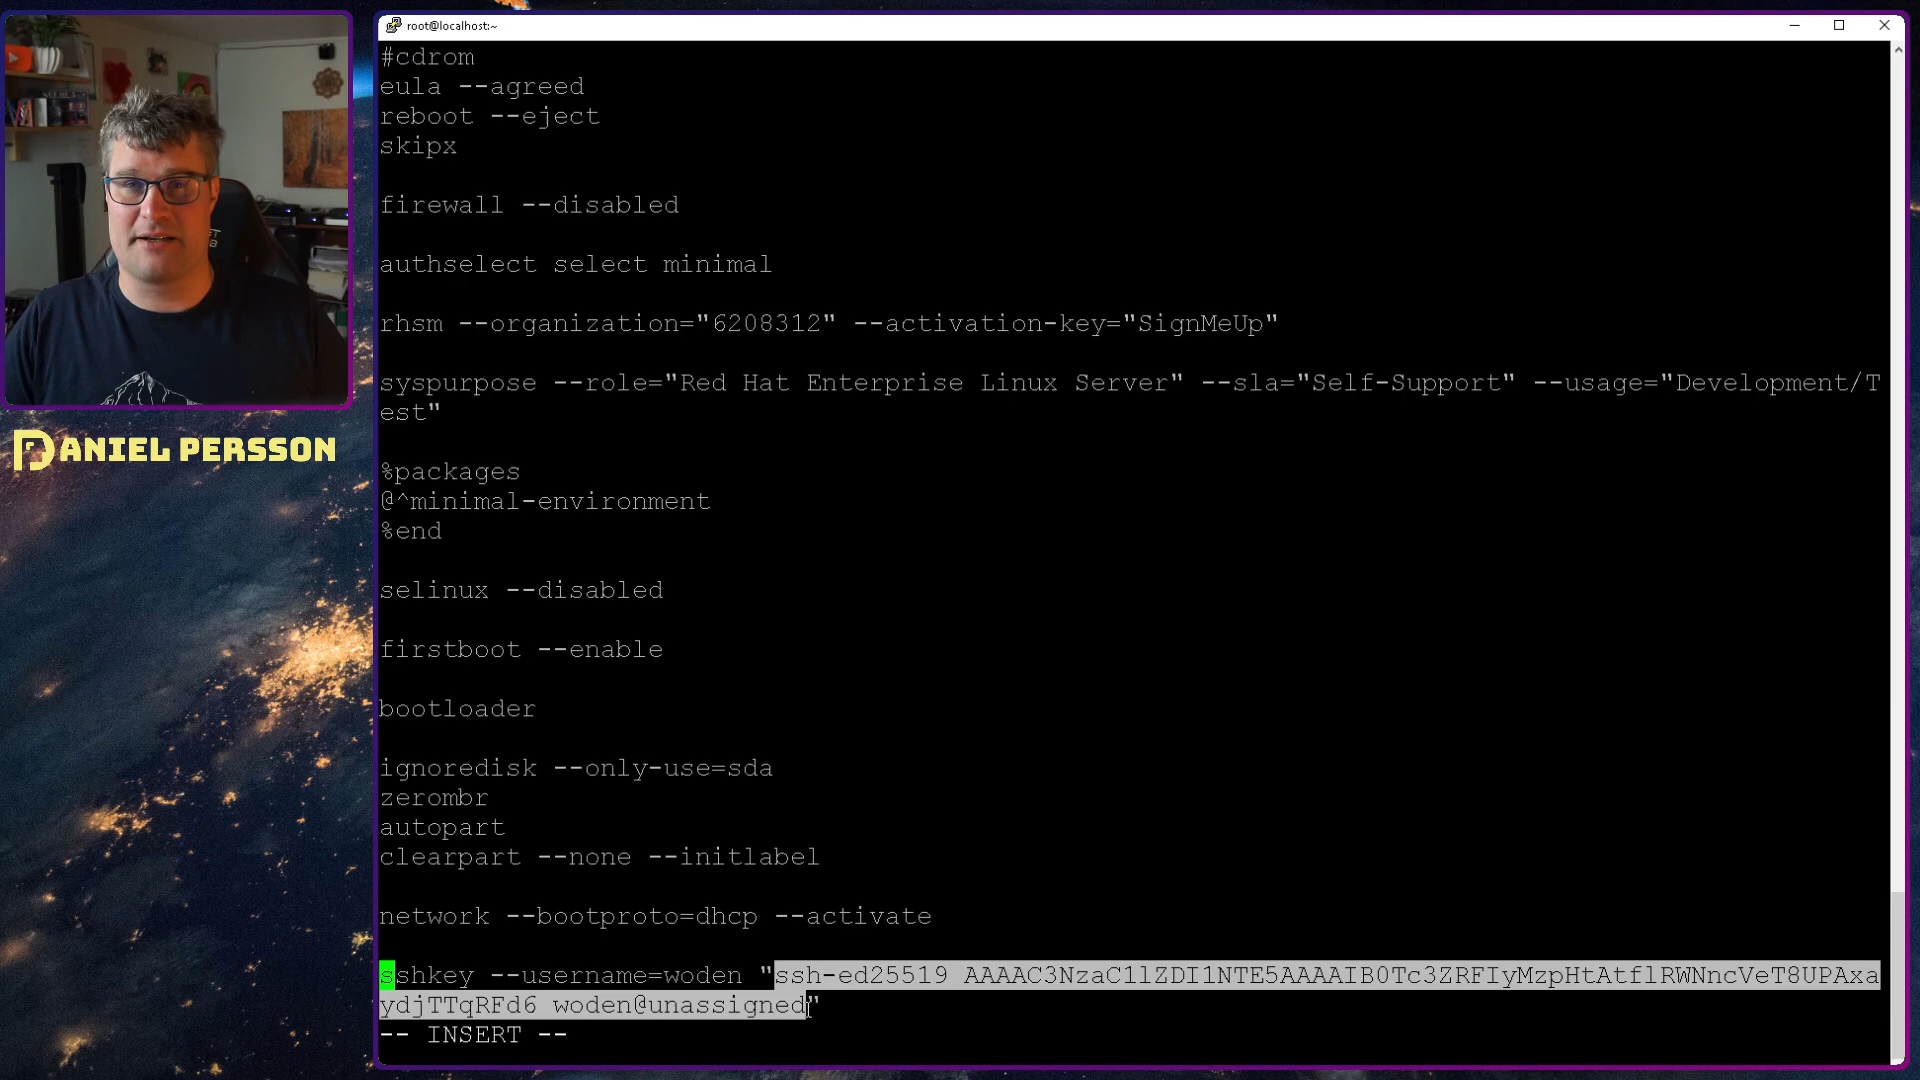 root@localhost:~
#cdrom
eula --agreed
reboot --eject
skipx
firewall --disabled
authselect select minimal
rhsm --organization="6208312" --activation-key="SignMeUp"
syspurpose --role="Red Hat Enterprise Linux Server" --sla="Self-Support" --usage="Development/T
est"
%packages
@^minimal-environment
%end
selinux --disabled
firstboot --enable
bootloader
ignoredisk --only-use=sda
zerombr
autopart
clearpart --none --initlabel
network --bootproto=dhcp --activate
sshkey --username=woden "ssh-ed25519 AAAAC3NzaC1lZDI1NTE5AAAAIB0Tc3ZRFIyMzpHtAtflRWNncVeT8UPAxa
ydjTTqRFd6 woden@unassigned"
-- INSERT --
DANIEL PERSSON